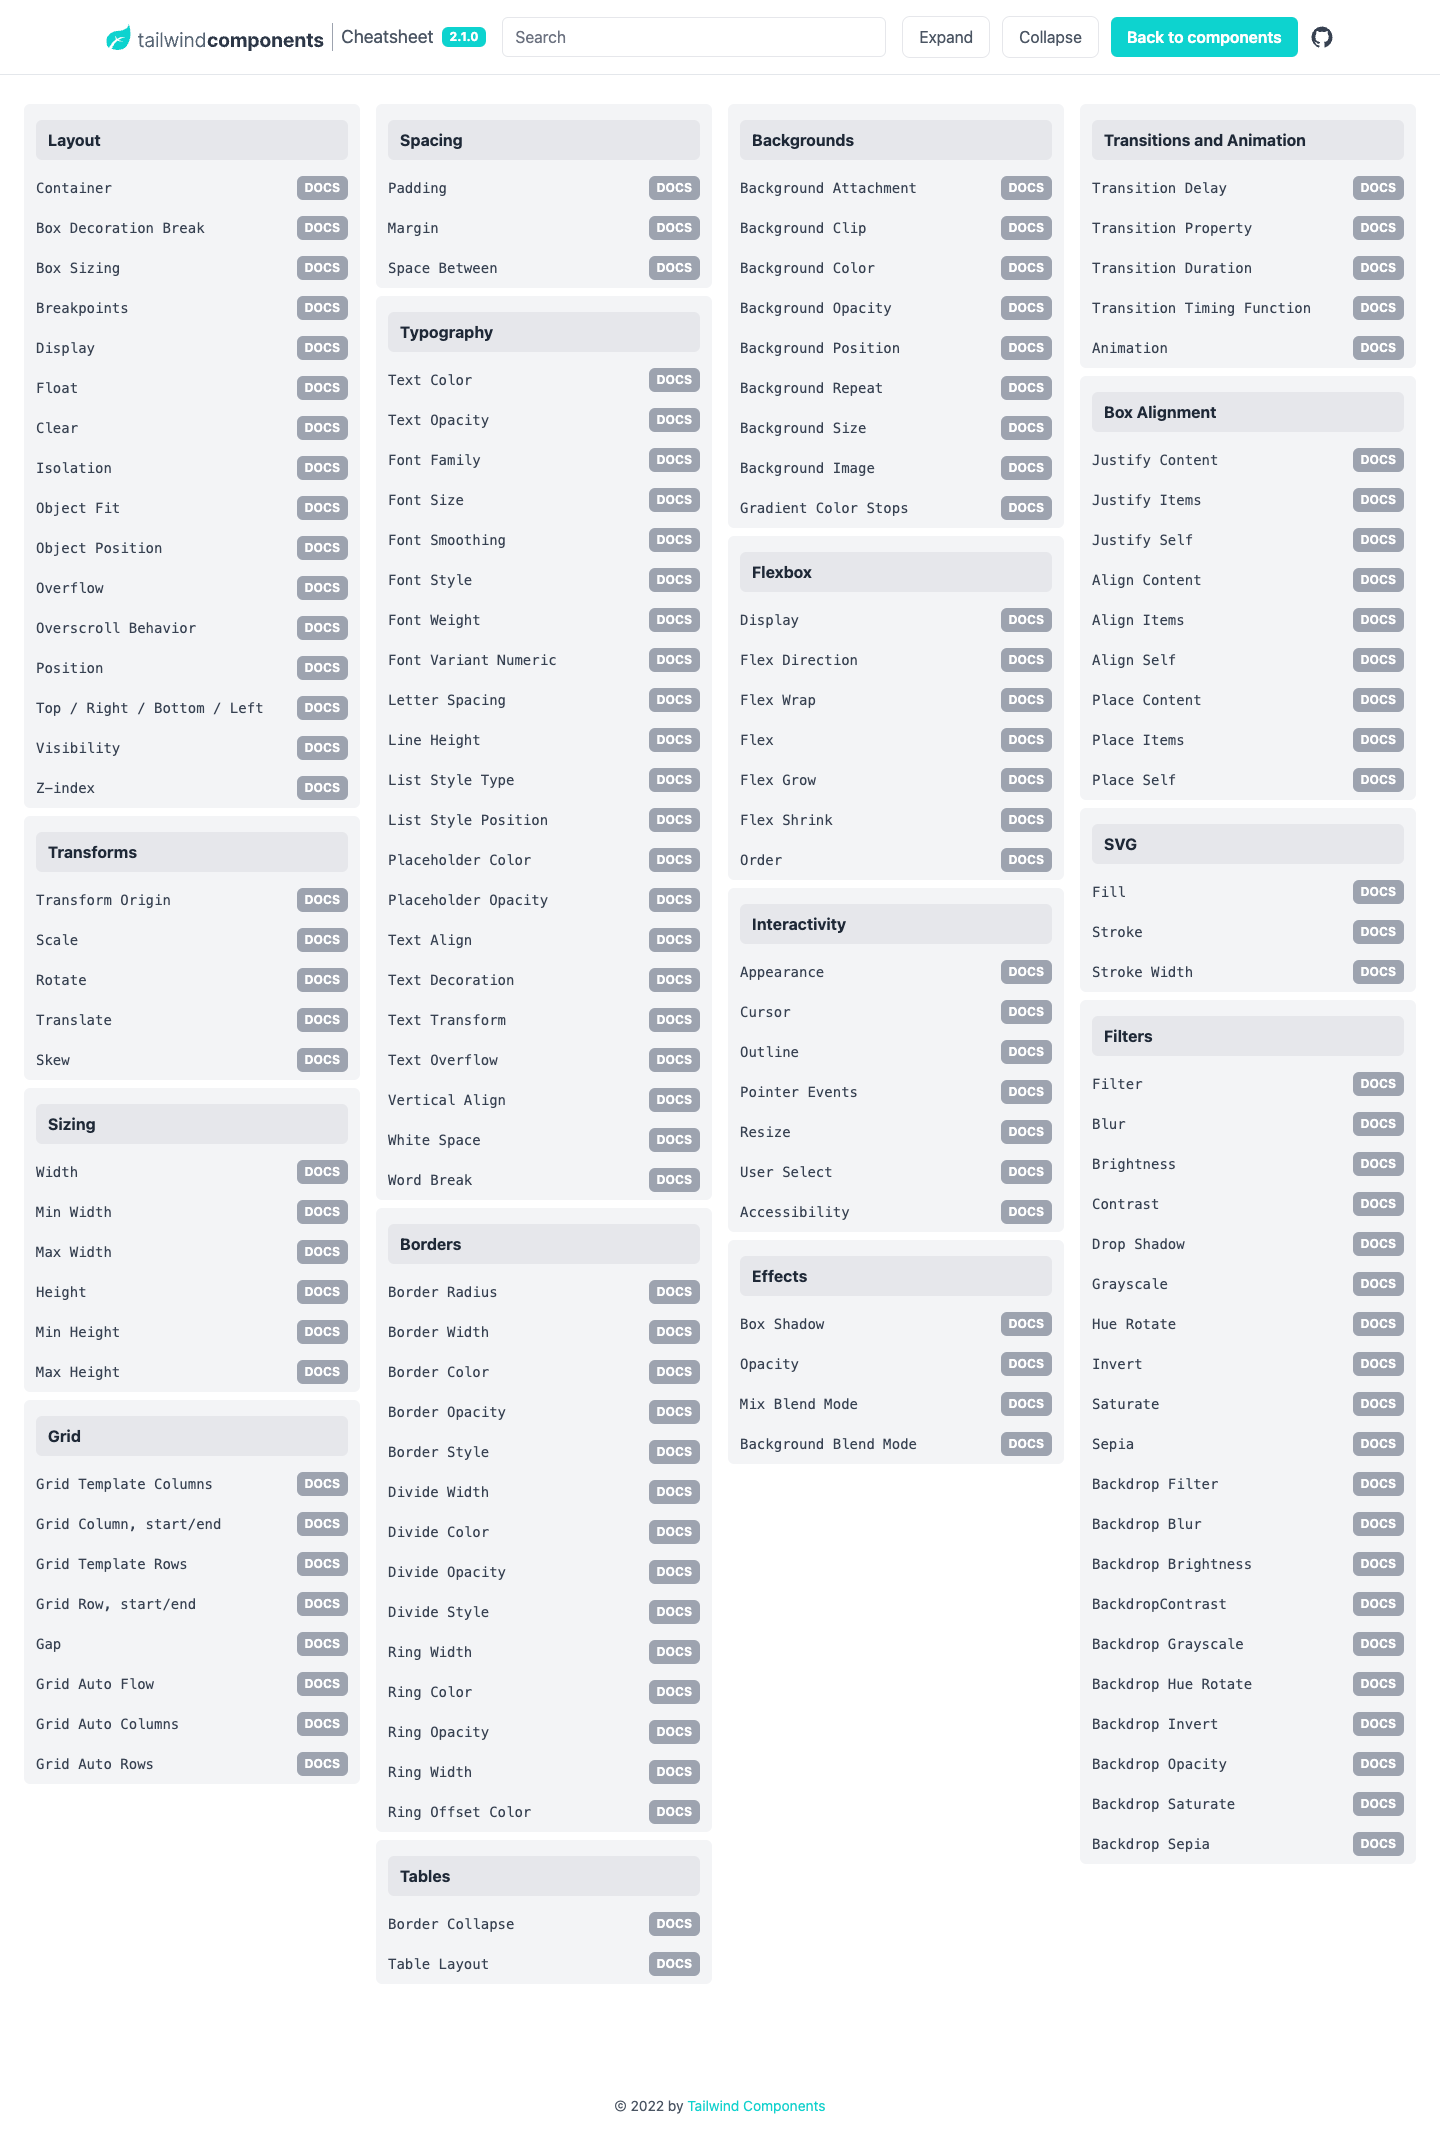 tailwindcomponents Cheatsheet 2.1.0 Search Expand Collapse Back to components
Layout
Container DOCS
Box Decoration Break DOCS
Box Sizing DOCS
Breakpoints DOCS
Display DOCS
Float DOCS
Clear DOCS
Isolation DOCS
Object Fit DOCS
Object Position DOCS
Overflow DOCS
Overscroll Behavior DOCS
Position DOCS
Top / Right / Bottom / Left DOCS
Visibility DOCS
Z-index DOCS
Transforms
Transform Origin DOCS
Scale DOCS
Rotate DOCS
Translate DOCS
Skew DOCS
Sizing
Width DOCS
Min Width DOCS
Max Width DOCS
Height DOCS
Min Height DOCS
Max Height DOCS
Grid
Grid Template Columns DOCS
Grid Column, start/end DOCS
Grid Template Rows DOCS
Grid Row, start/end DOCS
Gap DOCS
Grid Auto Flow DOCS
Grid Auto Columns DOCS
Grid Auto Rows DOCS
Spacing
Padding DOCS
Margin DOCS
Space Between DOCS
Typography
Text Color DOCS
Text Opacity DOCS
Font Family DOCS
Font Size DOCS
Font Smoothing DOCS
Font Style DOCS
Font Weight DOCS
Font Variant Numeric DOCS
Letter Spacing DOCS
Line Height DOCS
List Style Type DOCS
List Style Position DOCS
Placeholder Color DOCS
Placeholder Opacity DOCS
Text Align DOCS
Text Decoration DOCS
Text Transform DOCS
Text Overflow DOCS
Vertical Align DOCS
White Space DOCS
Word Break DOCS
Borders
Border Radius DOCS
Border Width DOCS
Border Color DOCS
Border Opacity DOCS
Border Style DOCS
Divide Width DOCS
Divide Color DOCS
Divide Opacity DOCS
Divide Style DOCS
Ring Width DOCS
Ring Color DOCS
Ring Opacity DOCS
Ring Width DOCS
Ring Offset Color DOCS
Tables
Border Collapse DOCS
Table Layout DOCS
Backgrounds
Background Attachment DOCS
Background Clip DOCS
Background Color DOCS
Background Opacity DOCS
Background Position DOCS
Background Repeat DOCS
Background Size DOCS
Background Image DOCS
Gradient Color Stops DOCS
Flexbox
Display DOCS
Flex Direction DOCS
Flex Wrap DOCS
Flex DOCS
Flex Grow DOCS
Flex Shrink DOCS
Order DOCS
Interactivity
Appearance DOCS
Cursor DOCS
Outline DOCS
Pointer Events DOCS
Resize DOCS
User Select DOCS
Accessibility DOCS
Effects
Box Shadow DOCS
Opacity DOCS
Mix Blend Mode DOCS
Background Blend Mode DOCS
Transitions and Animation
Transition Delay DOCS
Transition Property DOCS
Transition Duration DOCS
Transition Timing Function DOCS
Animation DOCS
Box Alignment
Justify Content DOCS
Justify Items DOCS
Justify Self DOCS
Align Content DOCS
Align Items DOCS
Align Self DOCS
Place Content DOCS
Place Items DOCS
Place Self DOCS
SVG
Fill DOCS
Stroke DOCS
Stroke Width DOCS
Filters
Filter DOCS
Blur DOCS
Brightness DOCS
Contrast DOCS
Drop Shadow DOCS
Grayscale DOCS
Hue Rotate DOCS
Invert DOCS
Saturate DOCS
Sepia DOCS
Backdrop Filter DOCS
Backdrop Blur DOCS
Backdrop Brightness DOCS
BackdropContrast DOCS
Backdrop Grayscale DOCS
Backdrop Hue Rotate DOCS
Backdrop Invert DOCS
Backdrop Opacity DOCS
Backdrop Saturate DOCS
Backdrop Sepia DOCS
© 2022 by Tailwind Components